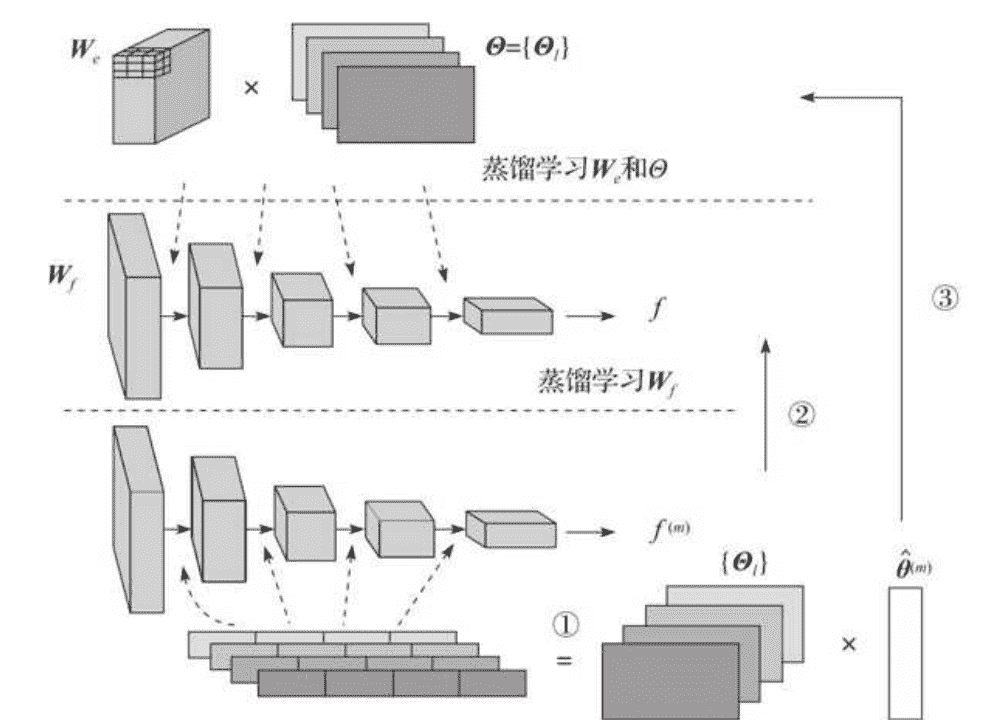 W_e
×
Θ={Θ_l}
蒸馏学习W_e和Θ
W_f
f
③
蒸馏学习W_f
②
f^(m)
{Θ_l}
θ̂^(m)
①
=
×